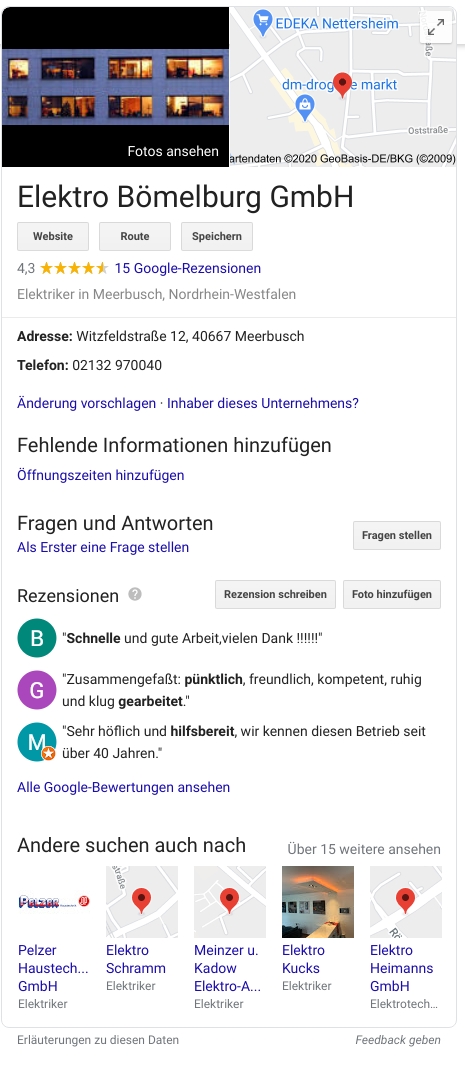 EDEKA Nettersheim
dm-drogerie markt
Oststraße
Fotos ansehen
artendaten ©2020 GeoBasis-DE/BKG (©2009)
Elektro Bömelburg GmbH
Website Route Speichern
4,3 15 Google-Rezensionen
Elektriker in Meerbusch, Nordrhein-Westfalen
Adresse: Witzfeldstraße 12, 40667 Meerbusch
Telefon: 02132 970040
Änderung vorschlagen · Inhaber dieses Unternehmens?
Fehlende Informationen hinzufügen
Öffnungszeiten hinzufügen
Fragen und Antworten
Fragen stellen
Als Erster eine Frage stellen
Rezensionen ? Rezension schreiben Foto hinzufügen
B "Schnelle und gute Arbeit,vielen Dank !!!!!!"
G "Zusammengefaßt: pünktlich, freundlich, kompetent, ruhig
und klug gearbeitet."
M "Sehr höflich und hilfsbereit, wir kennen diesen Betrieb seit
über 40 Jahren."
Alle Google-Bewertungen ansehen
Andere suchen auch nach Über 15 weitere ansehen
PELZER
Pelzer
Haustech...
GmbH
Elektriker
Elektro
Schramm
Elektriker
Meinzer u.
Kadow
Elektro-A...
Elektriker
Elektro
Kucks
Elektriker
Elektro
Heimanns
GmbH
Elektrotech...
Erläuterungen zu diesen Daten Feedback geben